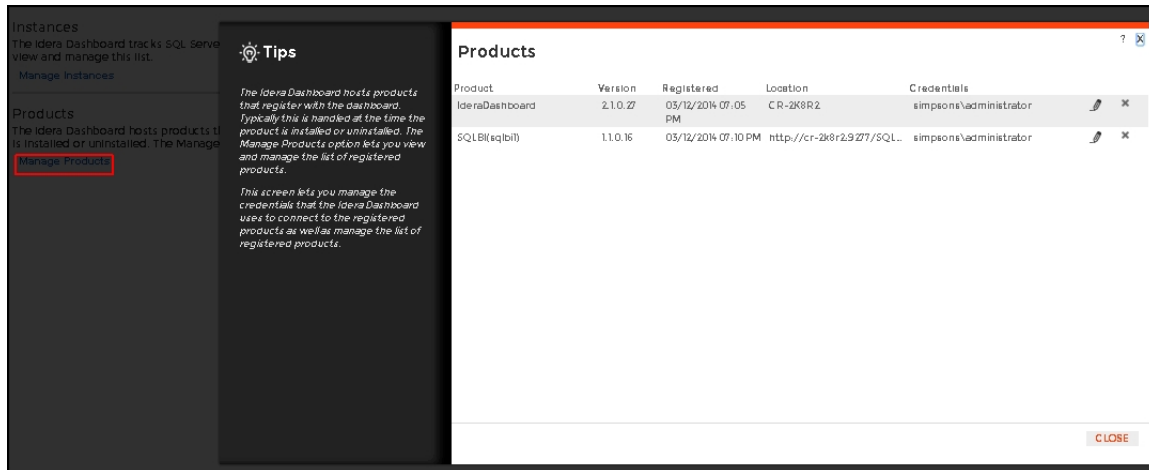 Instances
The Idera Dashboard tracks SQL Serve
view and manage this list.
Manage Instances
Products
The Idera Dashboard hosts products t
is installed or uninstalled. The Manage
Manage Products
Tips
The Idera Dashboard hosts products
that register with the dashboard.
Typically this is handled at the time the
product is installed or uninstalled. The
Manage Products option lets you view
and manage the list of registered
products.
This screen lets you manage the
credentials that the Idera Dashboard
uses to connect to the registered
products as well as manage the list of
registered products.
? X
Products
Product Version Registered Location Credentials
IderaDashboard 2.1.0.27 03/12/2014 07:05 CR-2K8R2 simpsons\administrator
PM
SQLBI(sqlbi1) 1.1.0.16 03/12/2014 07:10 PM http://cr-2k8r2:9277/SQL... simpsons\administrator
CLOSE